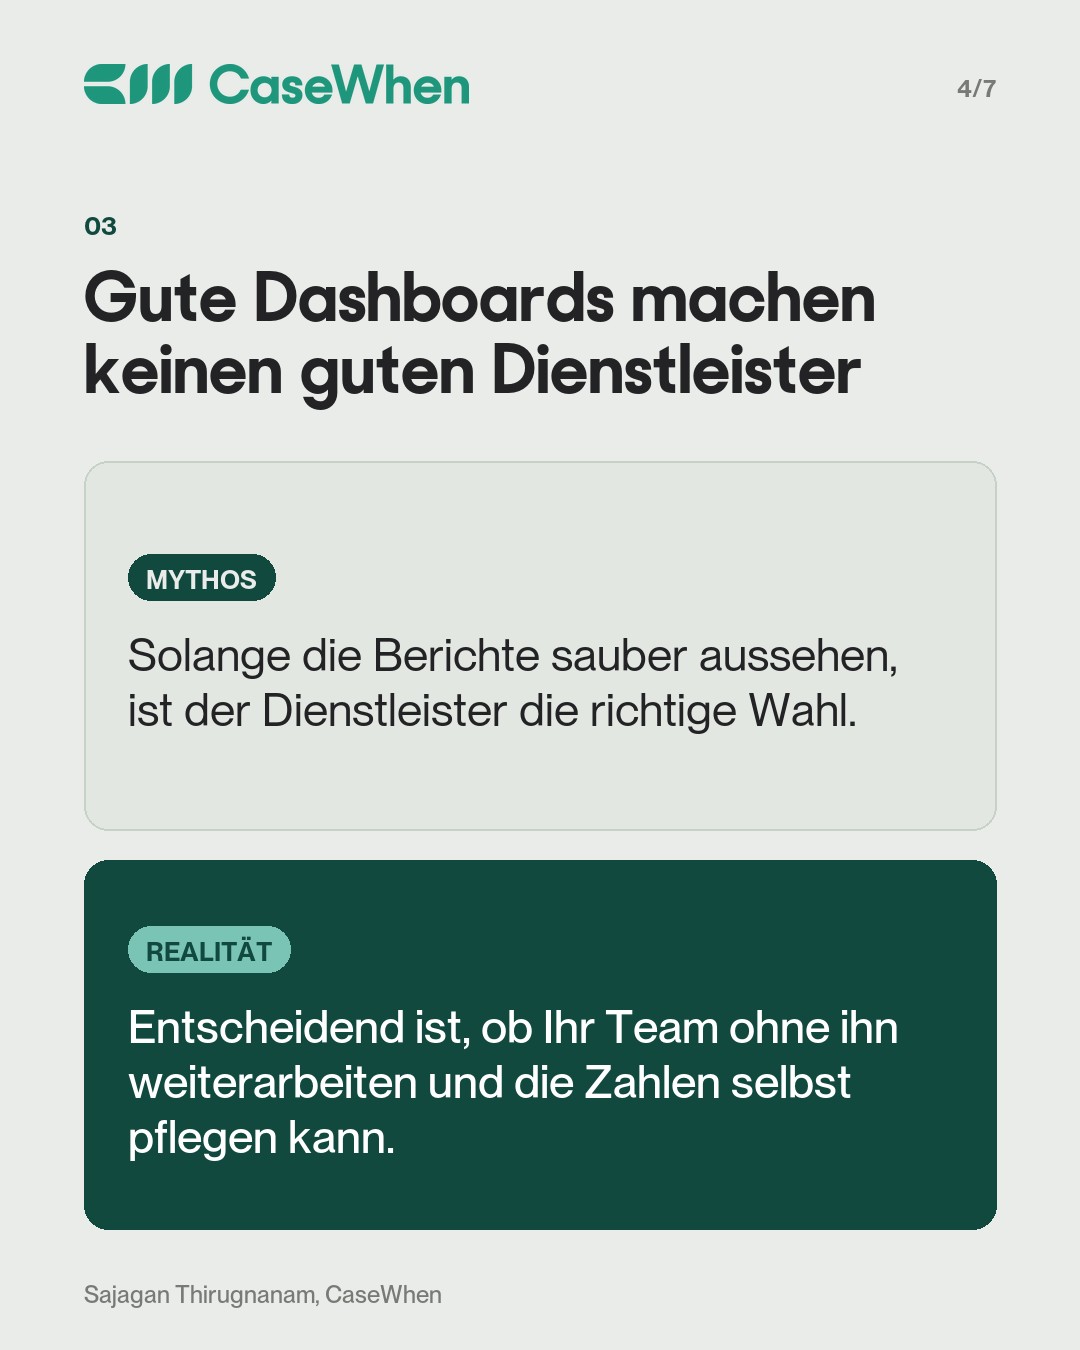 CaseWhen
4/7
03
Gute Dashboards machen
keinen guten Dienstleister
MYTHOS
Solange die Berichte sauber aussehen,
ist der Dienstleister die richtige Wahl.
REALITÄT
Entscheidend ist, ob Ihr Team ohne ihn
weiterarbeiten und die Zahlen selbst
pflegen kann.
Sajagan Thirugnanam, CaseWhen